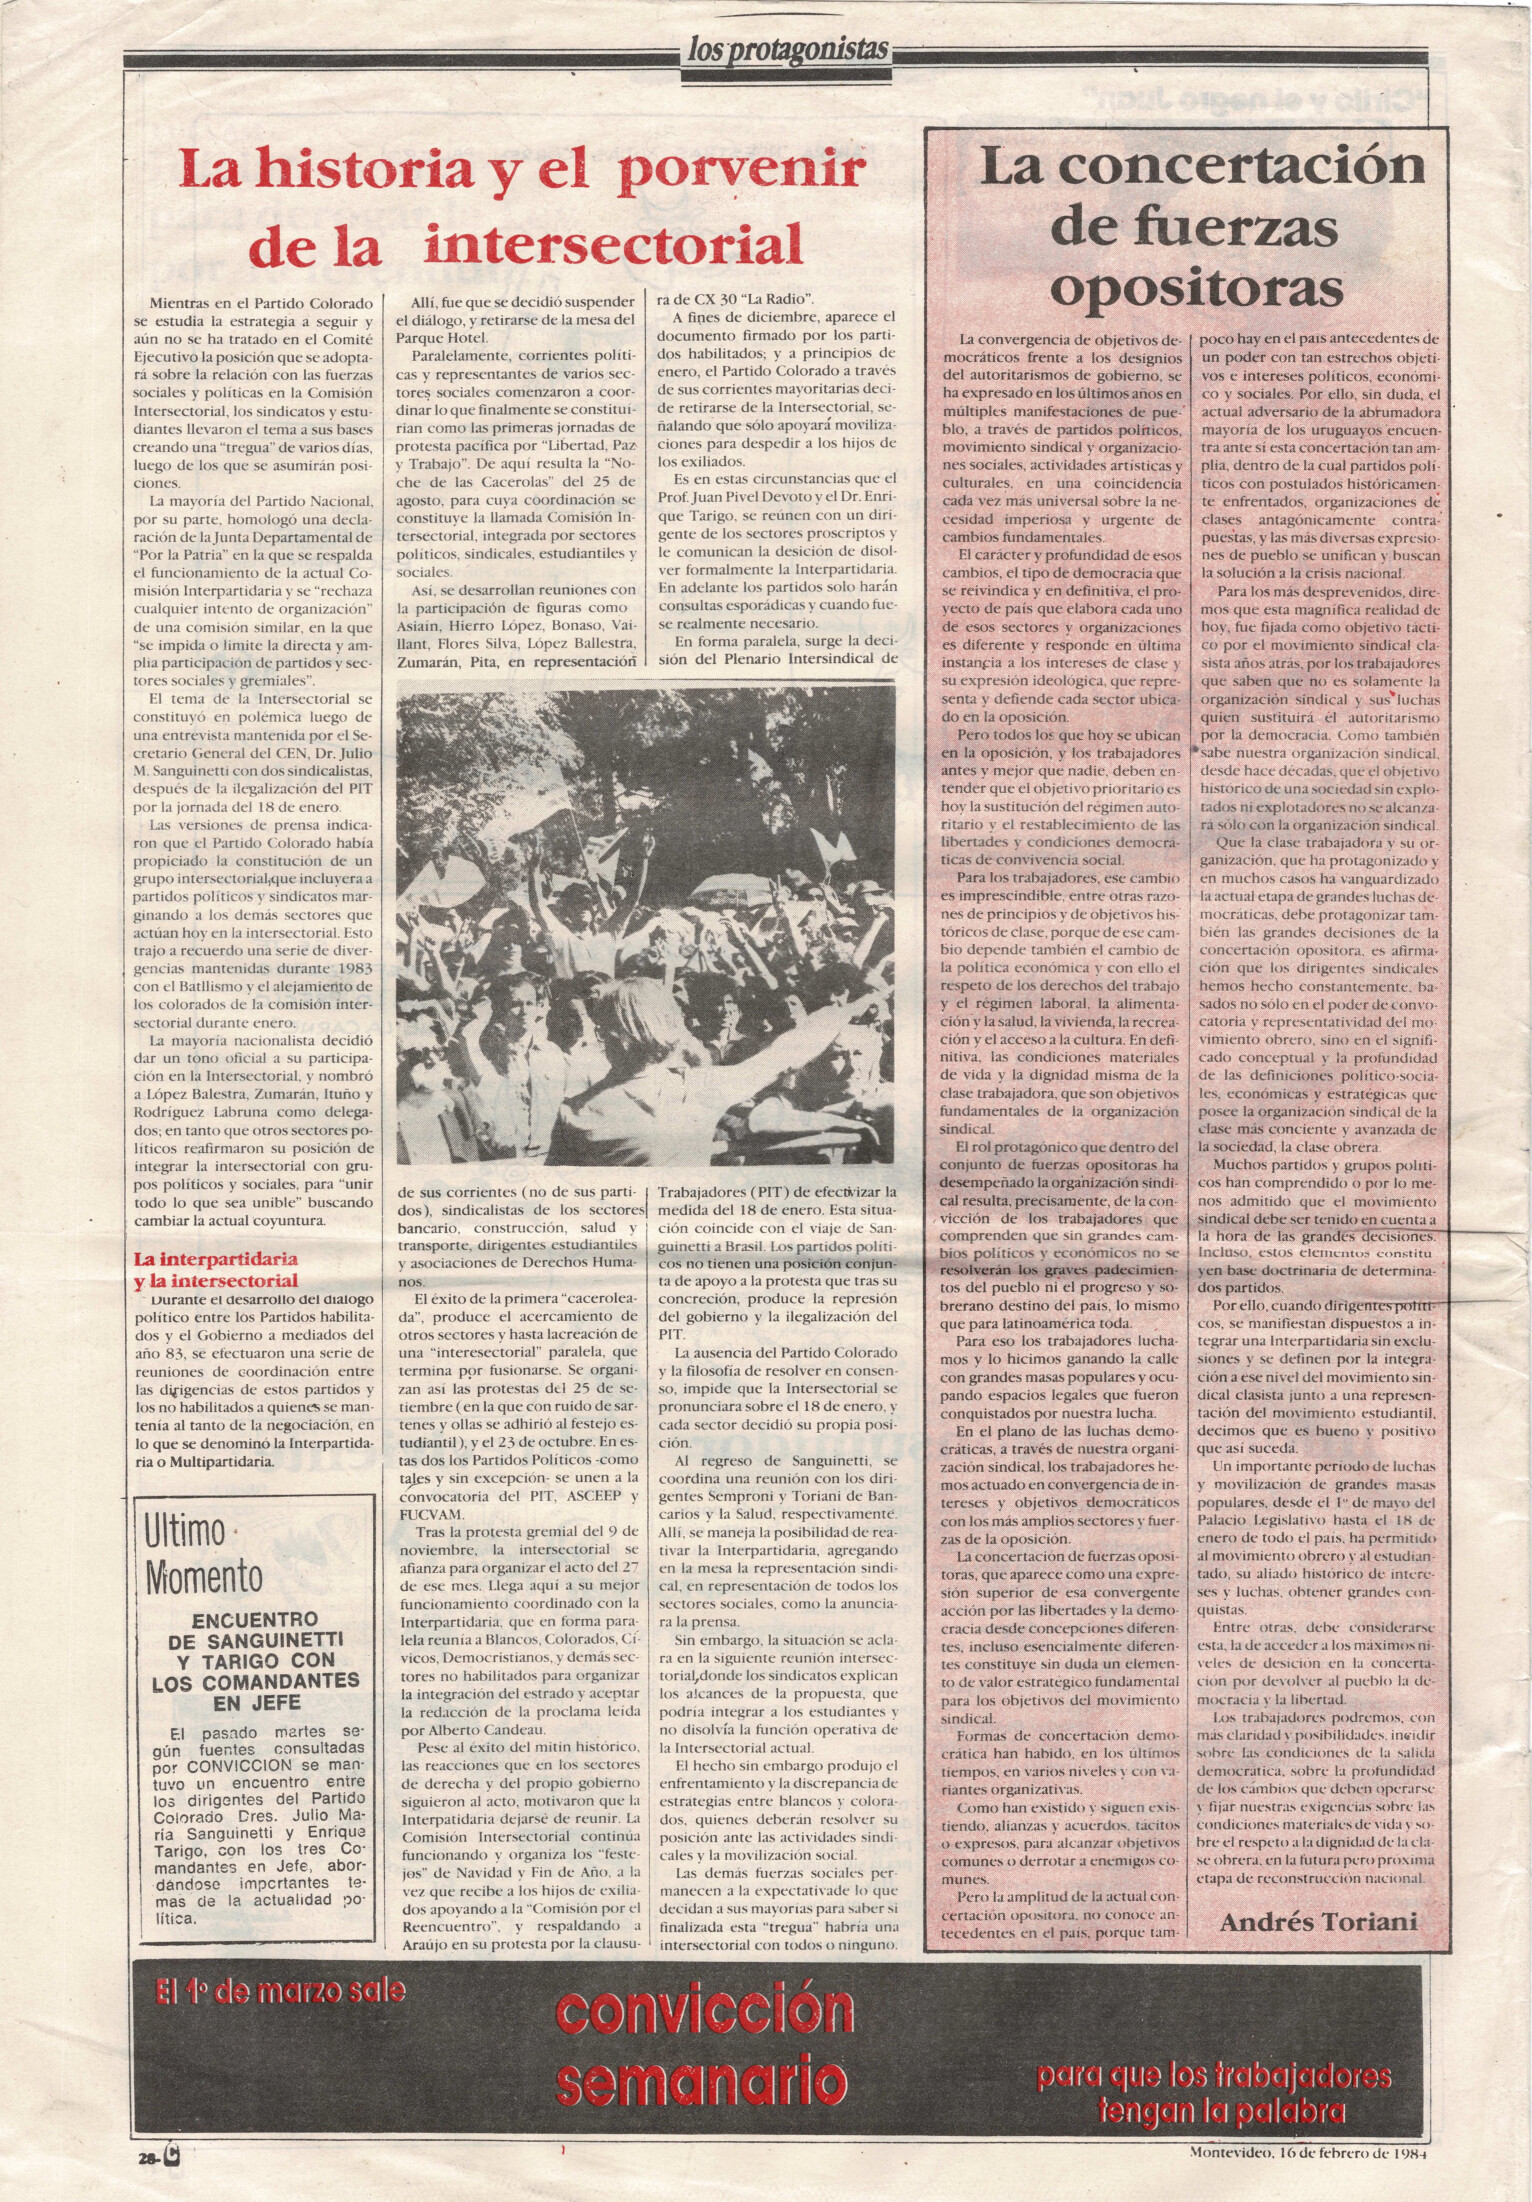 los protagonistas
La historia y el porvenir
de la intersectorial
Mientras en el Partido Colorado
se estudia la estrategia a seguir y
aún no se ha tratado en el Comité
Ejecutivo la posición que se adopta-
rá sobre la relación con las fuerzas
sociales y políticas en la Comisión
Intersectorial, los sindicatos y estu-
diantes llevaron el tema a sus bases
creando una "tregua" de varios días,
luego de los que se asumirán posi-
ciones.
La mayoría del Partido Nacional,
por su parte, homologó una decla-
ración de la Junta Departamental de
"Por la Patria" en la que se respalda
el funcionamiento de la actual Co-
misión Interpartidaria y se "rechaza
cualquier intento de organización"
de una comisión similar, en la que
"se impida o limite la directa y am-
plia participación de partidos y sec-
tores sociales y gremiales".
El tema de la Intersectorial se
constituyó en polémica luego de
una entrevista mantenida por el Se-
cretario General del CEN, Dr. Julio
M. Sanguinetti con dos sindicalistas,
después de la ilegalización del PIT
por la jornada del 18 de enero.
Las versiones de prensa indica-
ron que el Partido Colorado había
propiciado la constitución de un
grupo intersectorial,que incluyera a
partidos políticos y sindicatos mar-
ginando a los demás sectores que
actúan hoy en la intersectorial. Esto
trajo a recuerdo una serie de diver-
gencias mantenidas durante 1983
con el Batllismo y el alejamiento de
los colorados de la comisión inter-
sectorial durante enero.
La mayoría nacionalista decidió
dar un tono oficial a su participa-
ción en la Intersectorial, y nombró
a López Balestra, Zumarán, Ituño y
Rodríguez Labruna como delega-
dos; en tanto que otros sectores po-
líticos reafirmaron su posición de
integrar la intersectorial con gru-
pos políticos y sociales, para "unir
todo lo que sea unible" buscando
cambiar la actual coyuntura.
La interpartidaria
y la intersectorial
Durante el desarrollo del diálogo
político entre los Partidos habilita-
dos y el Gobierno a mediados del
año 83, se efectuaron una serie de
reuniones de coordinación entre
las dirigencias de estos partidos y
los no habilitados a quienes se man-
tenía al tanto de la negociación, en
lo que se denominó la Interpartida-
ria o Multipartidaria.
Ultimo
Momento
ENCUENTRO
DE SANGUINETTI
Y TARIGO CON
LOS COMANDANTES
EN JEFE
El pasado martes se-
gún fuentes consultadas
por CONVICCION se man-
tuvo un encuentro entre
los dirigentes del Partido
Colorado Dres. Julio Ma-
ría Sanguinetti y Enrique
Tarigo, con los tres Co-
mandantes en Jefe, abor-
dándose importantes te-
mas de la actualidad po-
lítica.
Allí, fue que se decidió suspender
el diálogo, y retirarse de la mesa del
Parque Hotel.
Paralelamente, corrientes políti-
cas y representantes de varios sec-
tores sociales comenzaron a coor-
dinar lo que finalmente se constitui-
rían como las primeras jornadas de
protesta pacífica por "Libertad, Paz
y Trabajo". De aquí resulta la "No-
che de las Cacerolas" del 25 de
agosto, para cuya coordinación se
constituye la llamada Comisión In-
tersectorial, integrada por sectores
políticos, sindicales, estudiantiles y
sociales.
Así, se desarrollan reuniones con
la participación de figuras como
Asiaín, Hierro López, Bonaso, Vai-
llant, Flores Silva, López Ballestra,
Zumarán, Pita, en representación
de sus corrientes (no de sus parti-
dos), sindicalistas de los sectores
bancario, construcción, salud y
transporte, dirigentes estudiantiles
y asociaciones de Derechos Huma-
nos.
El éxito de la primera "cacerolea-
da", produce el acercamiento de
otros sectores y hasta lacreación de
una "interesectorial" paralela, que
termina por fusionarse. Se organi-
zan así las protestas del 25 de se-
tiembre (en la que con ruido de sar-
tenes y ollas se adhirió al festejo es-
tudiantil), y el 23 de octubre. En es-
tas dos los Partidos Políticos -como
tales y sin excepción- se unen a la
convocatoria del PIT, ASCEEP y
FUCVAM.
Tras la protesta gremial del 9 de
noviembre, la intersectorial se
afianza para organizar el acto del 27
de ese mes. Llega aquí a su mejor
funcionamiento coordinado con la
Interpartidaria, que en forma para-
lela reunía a Blancos, Colorados, Cí-
vicos, Democristianos, y demás sec-
tores no habilitados para organizar
la integración del estrado y aceptar
la redacción de la proclama leída
por Alberto Candeau.
Pese al éxito del mitin histórico,
las reacciones que en los sectores
de derecha y del propio gobierno
siguieron al acto, motivaron que la
Interpatidaria dejarsé de reunir. La
Comisión Intersectorial continúa
funcionando y organiza los "feste-
jos" de Navidad y Fin de Año, a la
vez que recibe a los hijos de exilia-
dos apoyando a la "Comisión por el
Reencuentro", y respaldando a
Araújo en su protesta por la clausu-
ra de CX 30 "La Radio".
A fines de diciembre, aparece el
documento firmado por los parti-
dos habilitados; y a principios de
enero, el Partido Colorado a través
de sus corrientes mayoritarias deci-
de retirarse de la Intersectorial, se-
ñalando que sólo apoyará moviliza-
ciones para despedir a los hijos de
los exiliados.
Es en estas circunstancias que el
Prof. Juan Pivel Devoto y el Dr. Enri-
que Tarigo, se reúnen con un diri-
gente de los sectores proscriptos y
le comunican la desición de disol-
ver formalmente la Interpartidaria.
En adelante los partidos solo harán
consultas esporádicas y cuando fue-
se realmente necesario.
En forma paralela, surge la deci-
sión del Plenario Intersindical de
Trabajadores (PIT) de efectivizar la
medida del 18 de enero. Esta situa-
ción coincide con el viaje de San-
guinetti a Brasil. Los partidos políti-
cos no tienen una posición conjun-
ta de apoyo a la protesta que tras su
concreción, produce la represión
del gobierno y la ilegalización del
PIT.
La ausencia del Partido Colorado
y la filosofía de resolver en consen-
so, impide que la Intersectorial se
pronunciara sobre el 18 de enero, y
cada sector decidió su propia posi-
ción.
Al regreso de Sanguinetti, se
coordina una reunión con los diri-
gentes Semproni y Toriani de Ban-
carios y la Salud, respectivamente.
Allí, se maneja la posibilidad de rea-
tivar la Interpartidaria, agregando
en la mesa la representación sindi-
cal, en representación de todos los
sectores sociales, como la anuncia-
ra la prensa.
Sin embargo, la situación se acla-
ra en la siguiente reunión intersec-
torial,donde los sindicatos explican
los alcances de la propuesta, que
podría integrar a los estudiantes y
no disolvía la función operativa de
la Intersectorial actual.
El hecho sin embargo produjo el
enfrentamiento y la discrepancia de
estrategias entre blancos y colora-
dos, quienes deberán resolver su
posición ante las actividades sindi-
cales y la movilización social.
Las demás fuerzas sociales per-
manecen a la expectativade lo que
decidan a sus mayorías para saber si
finalizada esta "tregua" habría una
intersectorial con todos o ninguno.
La concertación
de fuerzas
opositoras
La convergencia de objetivos de-
mocráticos frente a los designios
del autoritarismos de gobierno, se
ha expresado en los últimos años en
múltiples manifestaciones de pue-
blo, a través de partidos políticos,
movimiento sindical y organizacio-
nes sociales, actividades artísticas y
culturales, en una coincidencia
cada vez más universal sobre la ne-
cesidad imperiosa y urgente de
cambios fundamentales.
El carácter y profundidad de esos
cambios, el tipo de democracia que
se reivindica y en definitiva, el pro-
yecto de país que elabora cada uno
de esos sectores y organizaciones
es diferente y responde en última
instancia a los intereses de clase y
su expresión ideológica, que repre-
senta y defiende cada sector ubica-
do en la oposición.
Pero todos los que hoy se ubican
en la oposición, y los trabajadores
antes y mejor que nadie, deben en-
tender que el objetivo prioritario es
hoy la sustitución del régimen auto-
ritario y el restablecimiento de las
libertades y condiciones democrá-
ticas de convivencia social.
Para los trabajadores, ese cambio
es imprescindible, entre otras razo-
nes de principios y de objetivos his-
tóricos de clase, porque de ese cam-
bio depende también el cambio de
la política económica y con ello el
respeto de los derechos del trabajo
y el régimen laboral, la alimenta-
ción y la salud, la vivienda, la recrea-
ción y el acceso a la cultura. En defi-
nitiva, las condiciones materiales
de vida y la dignidad misma de la
clase trabajadora, que son objetivos
fundamentales de la organización
sindical.
El rol protagónico que dentro del
conjunto de fuerzas opositoras ha
desempeñado la organización sindi-
cal resulta, precisamente, de la con-
vicción de los trabajadores que
comprenden que sin grandes cam-
bios políticos y económicos no se
resolverán los graves padecimien-
tos del pueblo ni el progreso y so-
berano destino del país, lo mismo
que para latinoamérica toda.
Para eso los trabajadores lucha-
mos y lo hicimos ganando la calle
con grandes masas populares y ocu-
pando espacios legales que fueron
conquistados por nuestra lucha.
En el plano de las luchas demo-
cráticas, a través de nuestra organi-
zación sindical, los trabajadores he-
mos actuado en convergencia de in-
tereses y objetivos democráticos
con los más amplios sectores y fuer-
zas de la oposición.
La concertación de fuerzas oposi-
toras, que aparece como una expre-
sión superior de esa convergente
acción por las libertades y la demo-
cracia desde concepciones diferen-
tes, incluso esencialmente diferen-
tes constituye sin duda un elemen-
to de valor estratégico fundamental
para los objetivos del movimiento
sindical.
Formas de concertación demo-
crática han habido, en los últimos
tiempos, en varios niveles y con va-
riantes organizativas.
Como han existido y siguen exis-
tiendo, alianzas y acuerdos, tácitos
o expresos, para alcanzar objetivos
comunes o derrotar a enemigos co-
munes.
Pero la amplitud de la actual con-
certación opositora, no conoce an-
tecedentes en el país, porque tam-
poco hay en el país antecedentes de
un poder con tan estrechos objeti-
vos e intereses políticos, económi-
co y sociales. Por ello, sin duda, el
actual adversario de la abrumadora
mayoría de los uruguayos encuen-
tra ante sí esta concertación tan am-
plia, dentro de la cual partidos polí-
ticos con postulados históricamen-
te enfrentados, organizaciones de
clases antagónicamente contra-
puestas, y las más diversas expresio-
nes de pueblo se unifican y buscan
la solución a la crisis nacional.
Para los más desprevenidos, dire-
mos que esta magnífica realidad de
hoy, fue fijada como objetivo tácti-
co por el movimiento sindical cla-
sista años atrás, por los trabajadores
que saben que no es solamente la
organización sindical y sus luchas
quien sustituirá él autoritarismo
por la democracia. Como también
sabe nuestra organización sindical,
desde hace décadas, que el objetivo
histórico de una sociedad sin explo-
tados ni explotadores no se alcanza-
rá sólo con la organización sindical.
Que la clase trabajadora y su or-
ganización, que ha protagonizado y
en muchos casos ha vanguardizado
la actual etapa de grandes luchas de-
mocráticas, debe protagonizar tam-
bién las grandes decisiones de la
concertación opositora, es afirma-
ción que los dirigentes sindicales
hemos hecho constantemente, ba-
sados no sólo en el poder de convo-
catoria y representatividad del mo-
vimiento obrero, sino en el signifi-
cado conceptual y la profundidad
de las definiciones político-socia-
les, económicas y estratégicas que
posee la organización sindical de la
clase más conciente y avanzada de
la sociedad, la clase obrera.
Muchos partidos y grupos políti-
cos han comprendido o por lo me-
nos admitido que el movimiento
sindical debe ser tenido en cuenta a
la hora de las grandes decisiones.
Incluso, estos elementos constitu
yen base doctrinaria de determina-
dos partidos.
Por ello, cuando dirigentes políti-
cos, se manifiestan dispuestos a in-
tegrar una Interpartidaria sin exclu-
siones y se definen por la integra-
ción a ese nivel del movimiento sin-
dical clasista junto a una represen-
tación del movimiento estudiantil,
decimos que es bueno y positivo
que así suceda.
Un importante período de luchas
y movilización de grandes masas
populares, desde el 1º de mayo del
Palacio Legislativo hasta el 18 de
enero de todo el país, ha permitido
al movimiento obrero y al estudian-
tado, su aliado histórico de intere-
ses y luchas, obtener grandes con-
quistas.
Entre otras, debe considerarse
esta, la de acceder a los máximos ni-
veles de desición en la concerta-
ción por devolver al pueblo la de-
mocracia y la libertad.
Los trabajadores podremos, con
más claridad y posibilidades, incidir
sobre las condiciones de la salida
democrática, sobre la profundidad
de los cambios que deben operarse
y fijar nuestras exigencias sobre las
condiciones materiales de vida y so-
bre el respeto a la dignidad de la cla-
se obrera, en la futura pero próxima
etapa de reconstrucción nacional.
Andrés Toriani
El 1º de marzo sale
convicción
semanario
para que los trabajadores
tengan la palabra
28-C
Montevideo, 16 de febrero de 1984